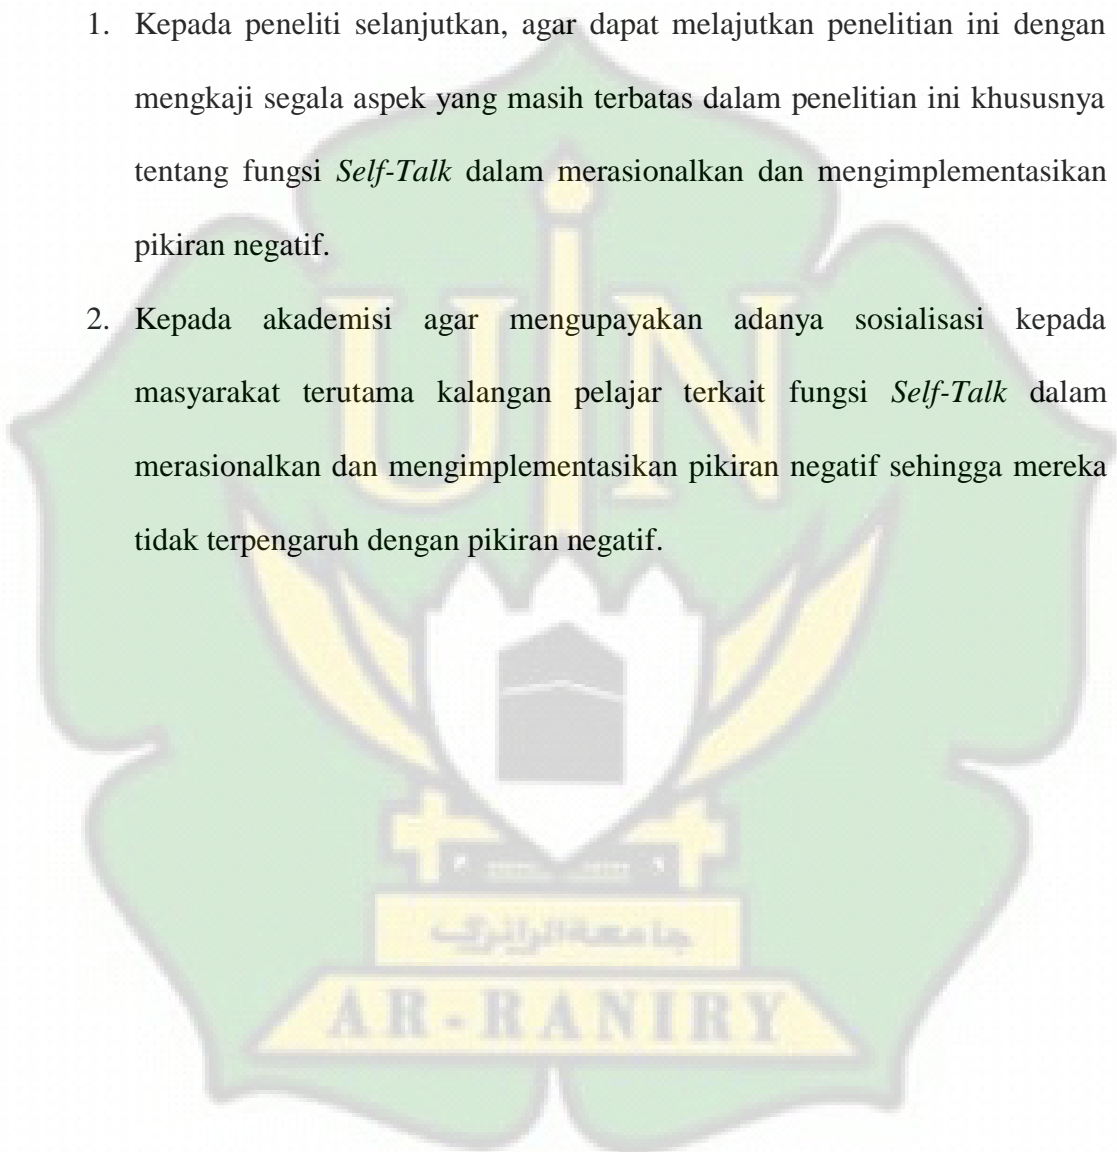 1. Kepada peneliti selanjutkan, agar dapat melajutkan penelitian ini dengan
mengkaji segala aspek yang masih terbatas dalam penelitian ini khususnya
tentang fungsi Self-Talk dalam merasionalkan dan mengimplementasikan
pikiran negatif.
2. Kepada akademisi agar mengupayakan adanya sosialisasi kepada
masyarakat terutama kalangan pelajar terkait fungsi Self-Talk dalam
merasionalkan dan mengimplementasikan pikiran negatif sehingga mereka
tidak terpengaruh dengan pikiran negatif.
UIN
جامعة الرانري
AR-RANIRY